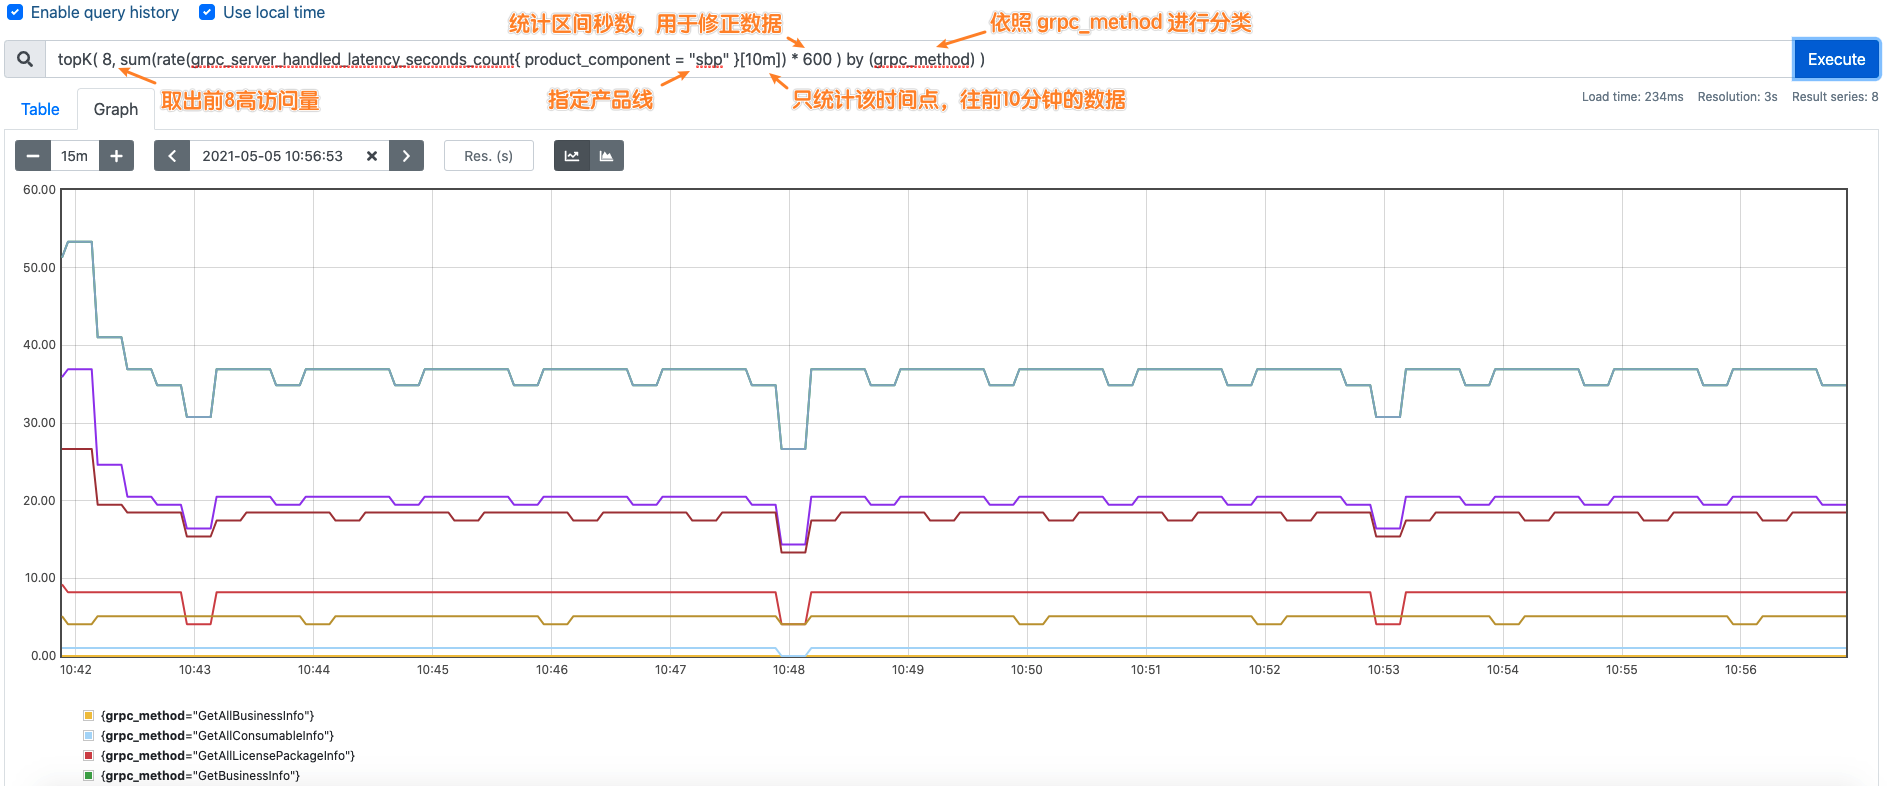 Enable query history Use local time
统计区间秒数，用于修正数据
依照 grpc_method 进行分类
topK( 8, sum(rate(grpc_server_handled_latency_seconds_count{ product_component = "sbp" }[10m]) * 600 ) by (grpc_method) )
Execute
取出前8高访问量
指定产品线
只统计该时间点，往前10分钟的数据
Load time: 234ms Resolution: 3s Result series: 8
Table Graph
15m 2021-05-05 10:56:53 Res. (s)
60.00
50.00
40.00
30.00
20.00
10.00
0.00
10:42 10:43 10:44 10:45 10:46 10:47 10:48 10:49 10:50 10:51 10:52 10:53 10:54 10:55 10:56
{grpc_method="GetAllBusinessInfo"}
{grpc_method="GetAllConsumableInfo"}
{grpc_method="GetAllLicensePackageInfo"}
{grpc_method="GetBusinessInfo"}